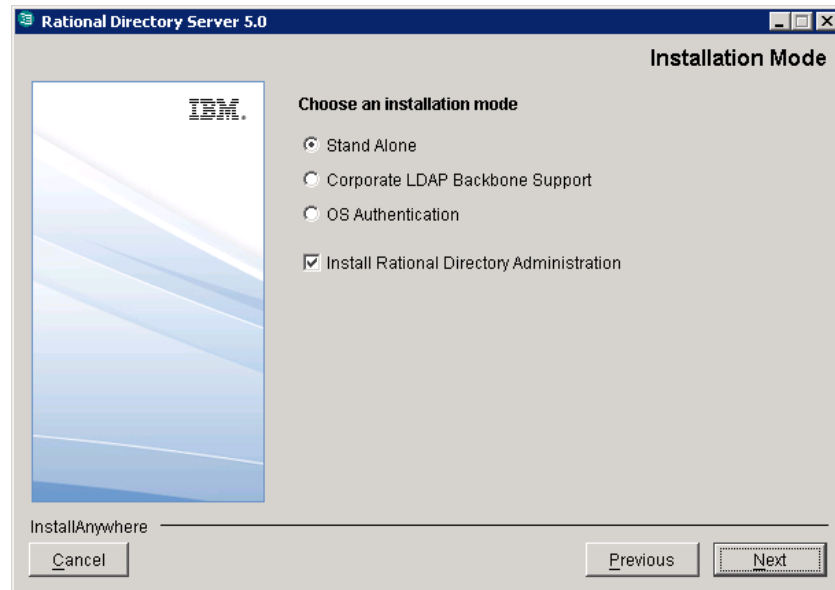 Rational Directory Server 5.0
Installation Mode
IBM.
Choose an installation mode
Stand Alone
Corporate LDAP Backbone Support
OS Authentication
Install Rational Directory Administration
InstallAnywhere
Cancel
Previous
Next